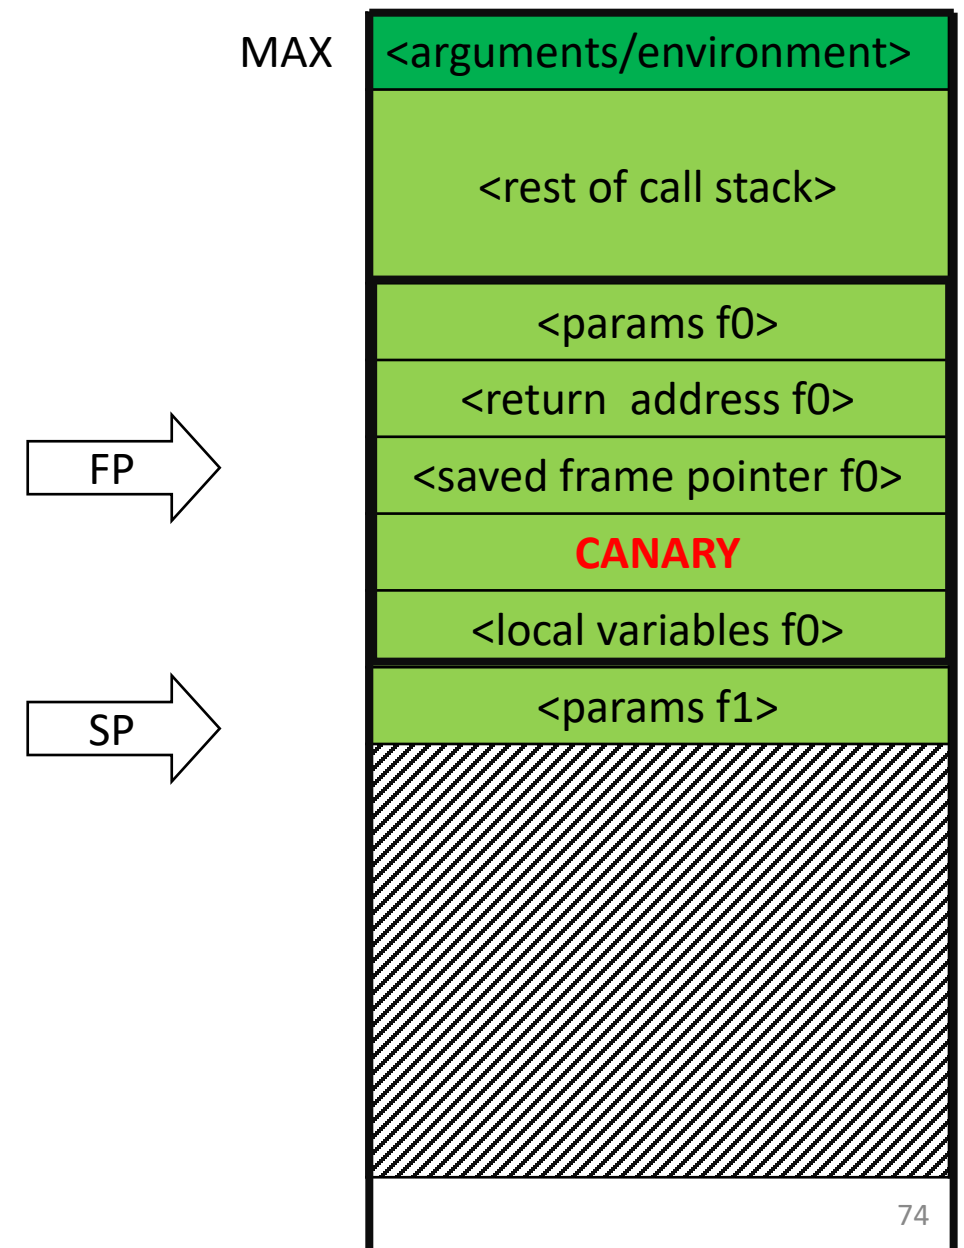 MAX
<arguments/environment>
<rest of call stack>
<params f0>
<return  address f0>
FP
<saved frame pointer f0>
CANARY
<local variables f0>
SP
<params f1>
74